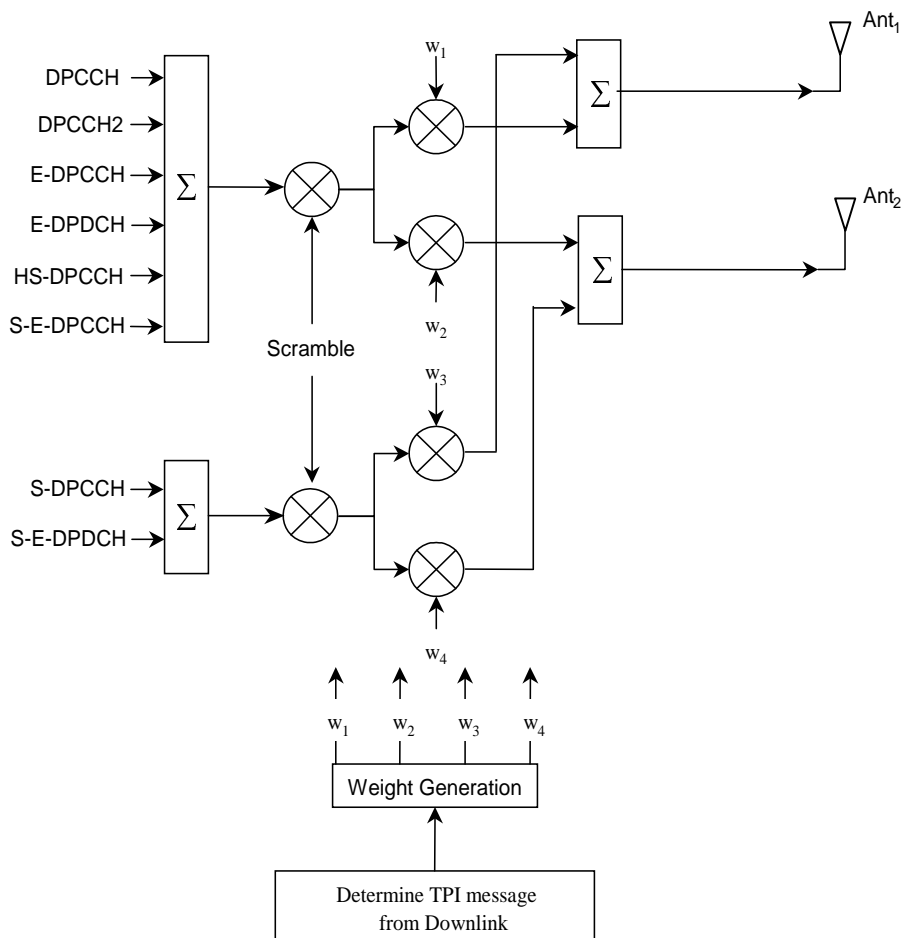 Ant₁
w₁
DPCCH
Σ
DPCCH2
Σ
E-DPCCH
Σ
E-DPDCH
Ant₂
HS-DPCCH
Σ
S-E-DPCCH
w₂
Scramble
w₃
S-DPCCH
Σ
S-E-DPDCH
w₄
w₁ w₂ w₃ w₄
Weight Generation
Determine TPI message
from Downlink